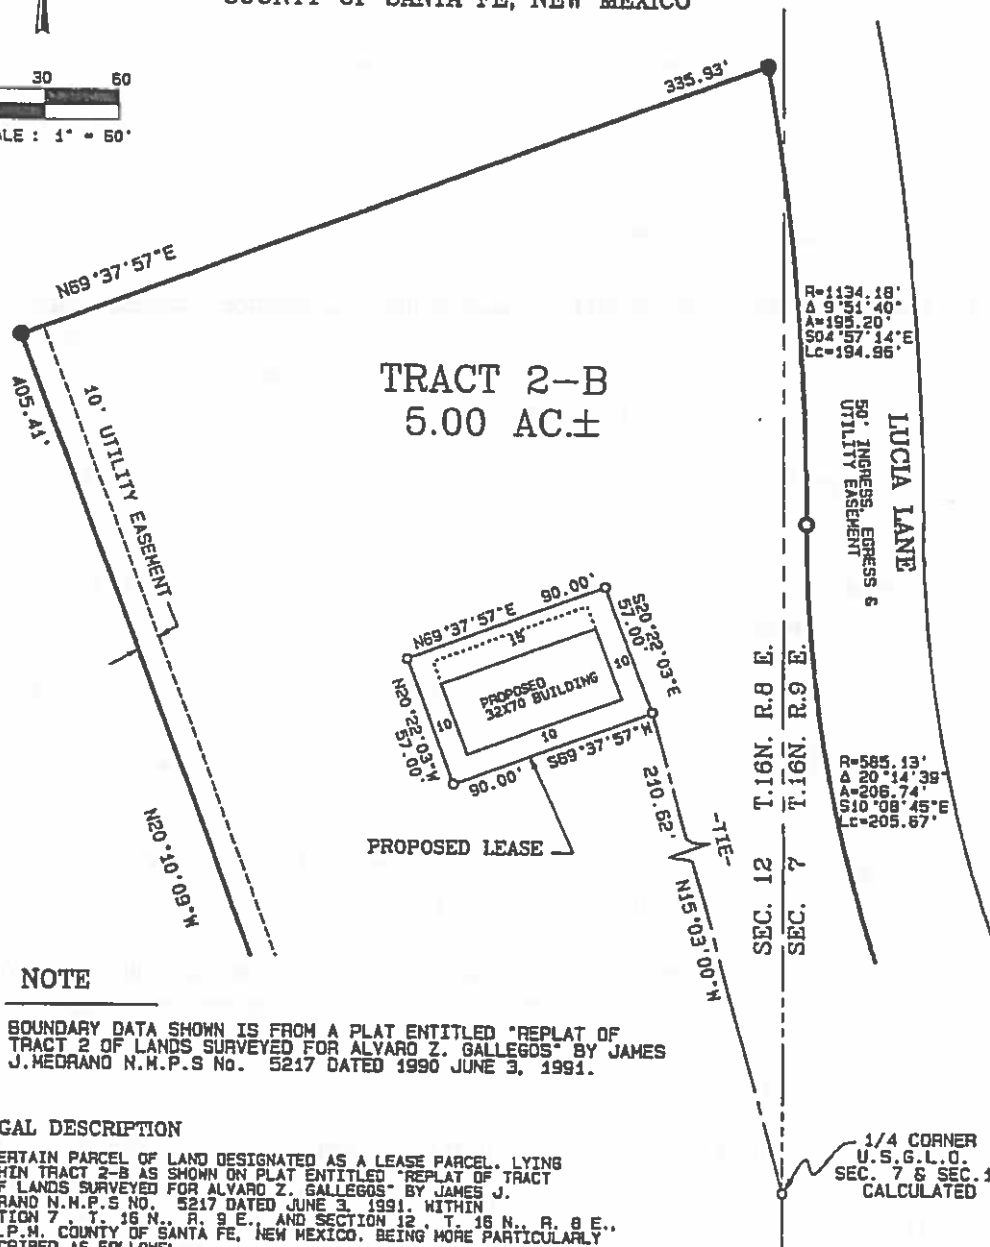 COUNTY OF SANTA FE, NEW MEXICO
30 60
ALE : 1" = 60'
335.93'
N69°37'57"E
405.41'
10' UTILITY EASEMENT
TRACT 2-B
5.00 AC.±
R=1134.18'
Δ 9°51'40"
A=195.20'
S04°57'14"E
Lc=194.96'
LUCIA LANE
50' INGRESS, EGRESS &
UTILITY EASEMENT
N69°37'57"E 90.00'
S20°22'03"E
57.00'
15
10
PROPOSED
32X70 BUILDING
10
10
N20°22'03"W
57.00'
90.00' S69°37'57"W
PROPOSED LEASE
210.62'
-TIE-
N15°03'00"W
SEC. 12 T.16N. R.8 E.
SEC. 7 T.16N. R.9 E.
R=585.13'
Δ 20°14'39"
A=206.74'
S10°08'45"E
Lc=205.67'
N20°10'09"W
NOTE
BOUNDARY DATA SHOWN IS FROM A PLAT ENTITLED "REPLAT OF
TRACT 2 OF LANDS SURVEYED FOR ALVARO Z. GALLEGOS" BY JAMES
J.MEDRANO N.M.P.S NO. 5217 DATED 1990 JUNE 3, 1991.
GAL DESCRIPTION
ERTAIN PARCEL OF LAND DESIGNATED AS A LEASE PARCEL. LYING
HIN TRACT 2-B AS SHOWN ON PLAT ENTITLED "REPLAT OF TRACT
F LANDS SURVEYED FOR ALVARO Z. GALLEGOS" BY JAMES J.
RANO N.M.P.S NO. 5217 DATED JUNE 3, 1991. WITHIN
TION 7 , T. 16 N., R. 9 E., AND SECTION 12 , T. 16 N., R. 8 E.,
.P.M. COUNTY OF SANTA FE, NEW MEXICO. BEING MORE PARTICULARLY
CRIBED AS FOLLOWS:
1/4 CORNER
U.S.G.L.O.
SEC. 7 & SEC.1
CALCULATED